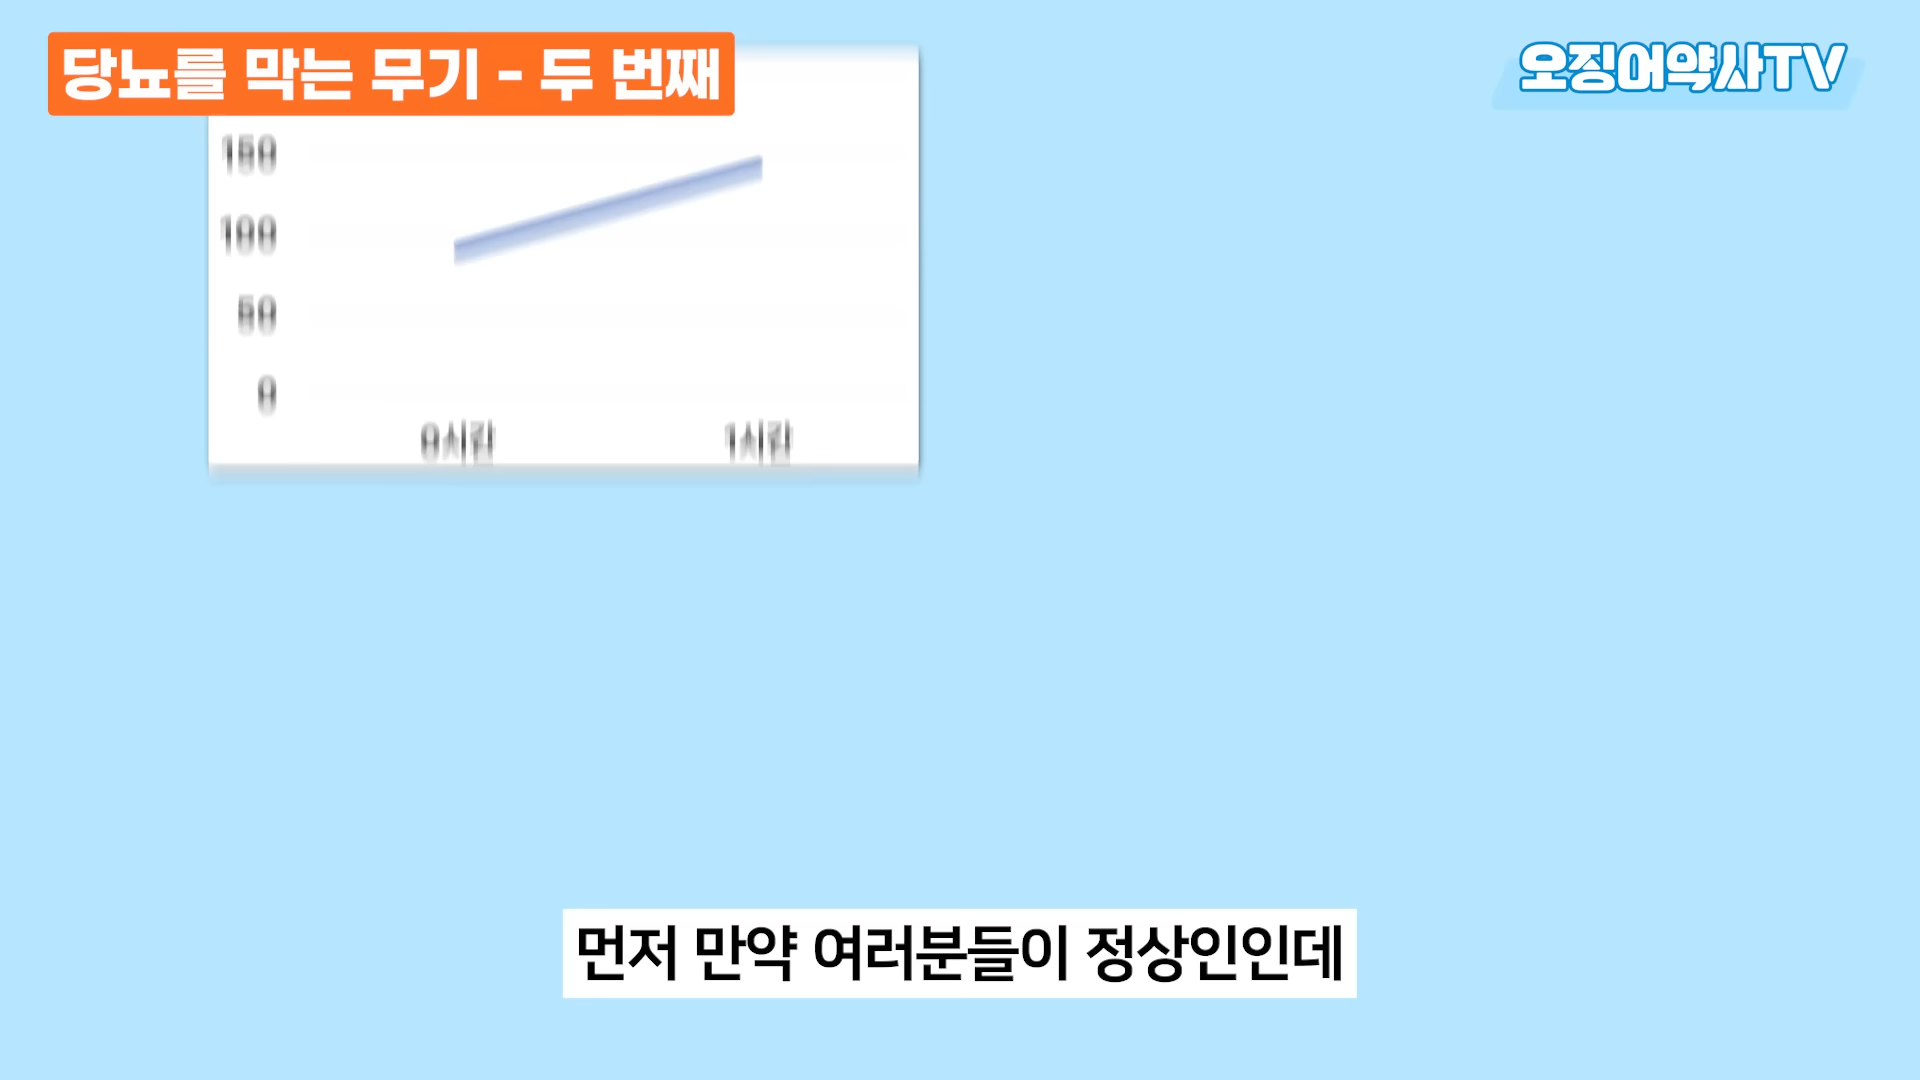 당뇨를 막는 무기 - 두 번째
오징어약사TV
150
100
50
0
0시간
1시간
먼저 만약 여러분들이 정상인인데